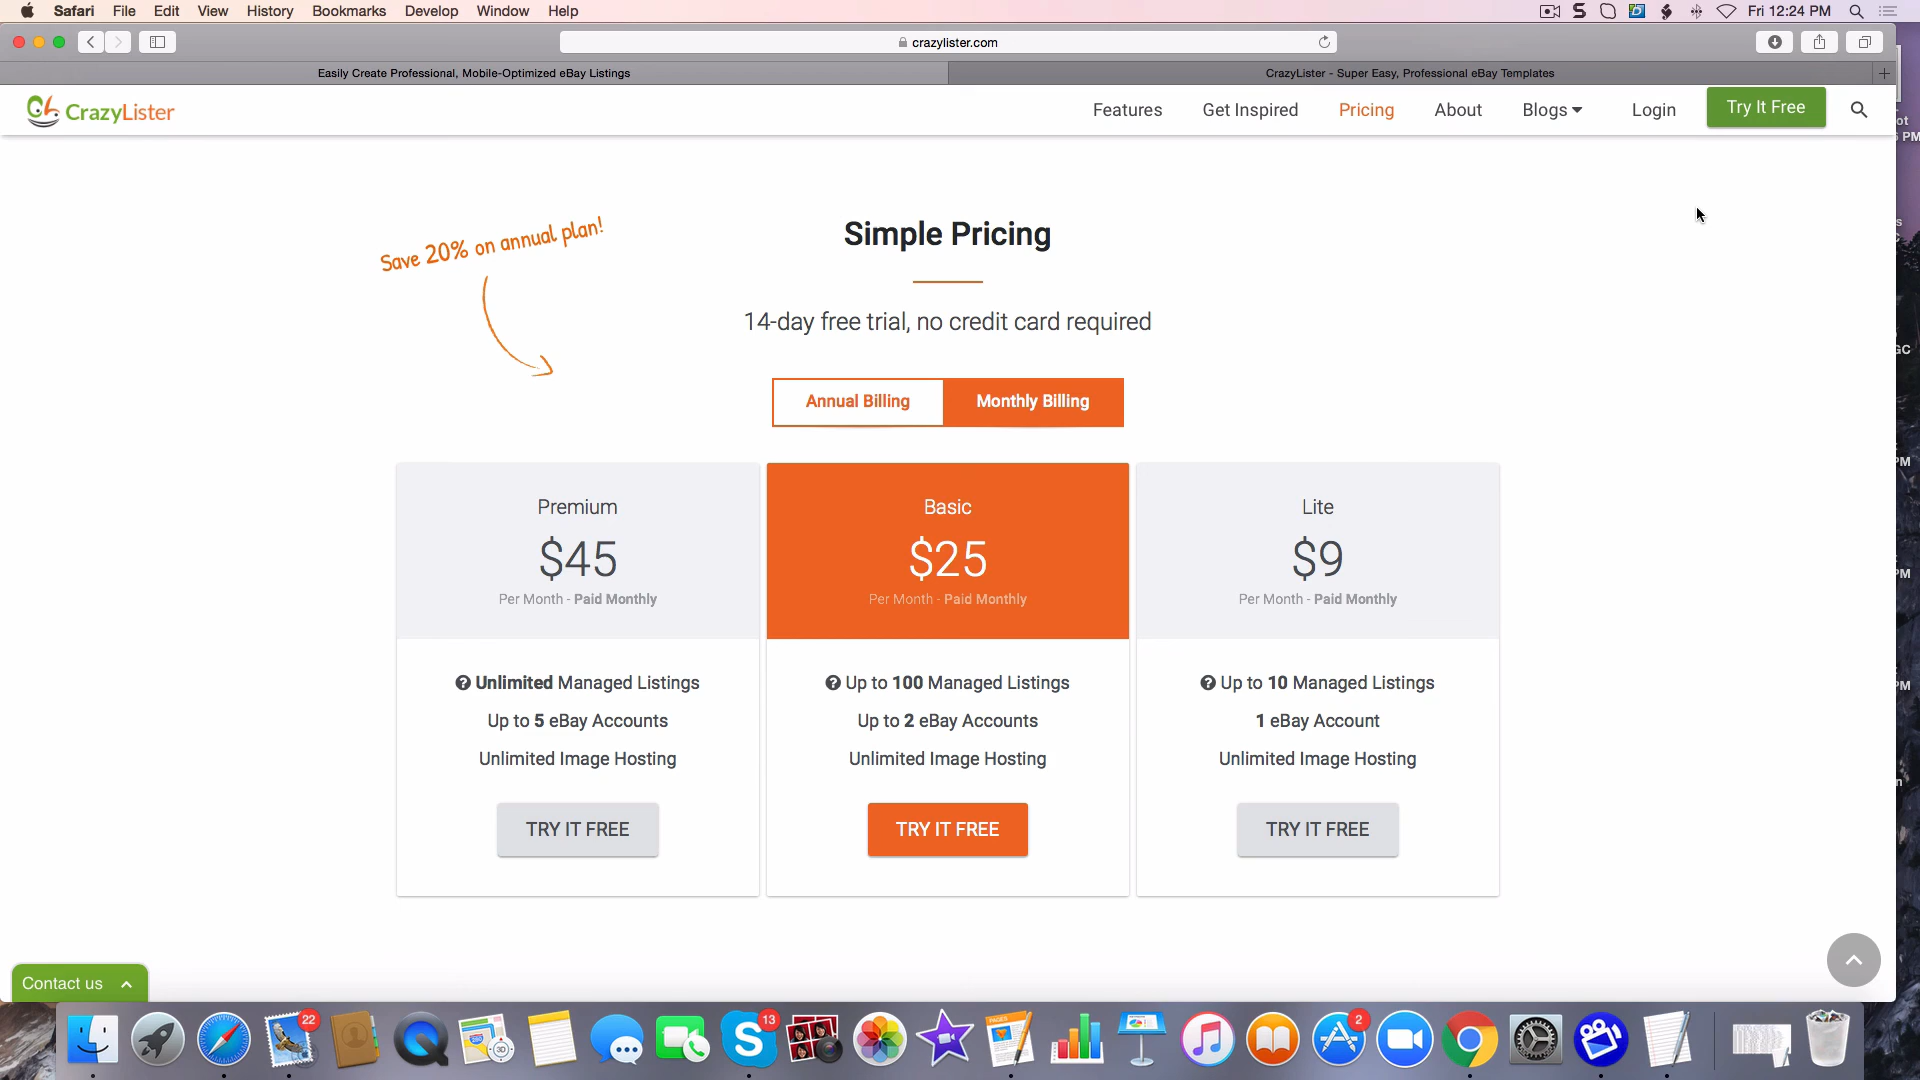 Safari File Edit View History Bookmarks Develop Window Help Fri 12:24 PM
crazylister.com
Easily Create Professional, Mobile-Optimized eBay Listings
CrazyLister - Super Easy, Professional eBay Templates
CrazyLister Features Get Inspired Pricing About Blogs Login Try It Free
Save 20% on annual plan!
Simple Pricing
14-day free trial, no credit card required
Annual Billing Monthly Billing
Premium
$45
Per Month - Paid Monthly
Unlimited Managed Listings
Up to 5 eBay Accounts
Unlimited Image Hosting
TRY IT FREE
Basic
$25
Per Month - Paid Monthly
Up to 100 Managed Listings
Up to 2 eBay Accounts
Unlimited Image Hosting
TRY IT FREE
Lite
$9
Per Month - Paid Monthly
Up to 10 Managed Listings
1 eBay Account
Unlimited Image Hosting
TRY IT FREE
Contact us
22
13
2